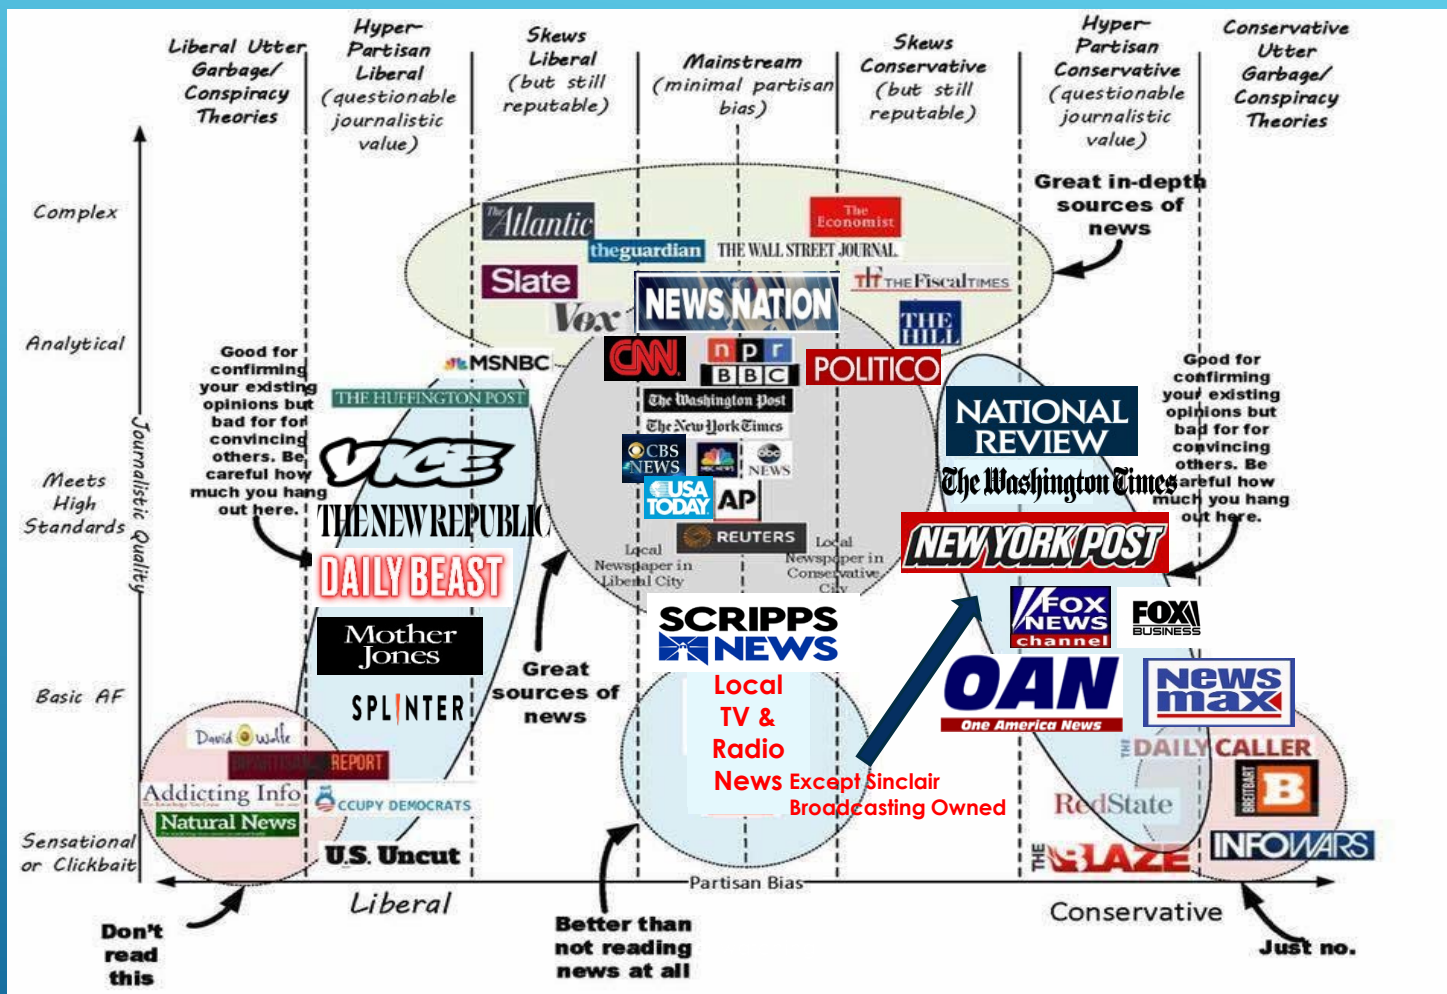 Liberal Utter
Garbage/
Conspiracy
Theories
Hyper-
Partisan
Liberal
(questionable
journalistic
value)
Skews
Liberal
(but still
reputable)
Mainstream
(minimal partisan
bias)
Skews
Conservative
(but still
reputable)
Hyper-
Partisan
Conservative
(questionable
journalistic
value)
Conservative
Utter
Garbage/
Conspiracy
Theories
Complex
Analytical
Meets
High
Standards
Basic AF
Sensational
or Clickbait
Journalistic Quality
Great in-depth
sources of
news
The
Atlantic
The
Economist
theguardian
THE WALL STREET JOURNAL.
Slate
TFT THE FISCAL TIMES
Vox
NEWS NATION
THE
HILL
CNN
npr
BBC
POLITICO
MSNBC
THE HUFFINGTON POST
The Washington Post
The New York Times
CBS
NEWS
NBC NEWS
abc
NEWS
USA
TODAY
AP
REUTERS
Local
Newspaper in
Liberal City
Local
Newspaper in
Conservative
City
Good for
confirming
your existing
opinions but
bad for for
convincing
others. Be
careful how
much you hang
out here.
VICE
THE NEW REPUBLIC
DAILY BEAST
Mother
Jones
SPLINTER
NATIONAL
REVIEW
The Washington Times
NEW YORK POST
Good for
confirming
your existing
opinions but
bad for for
convincing
others. Be
careful how
much you hang
out here.
FOX
NEWS
channel
FOX
BUSINESS
OAN
One America News
News
max
Great
sources of
news
SCRIPPS
NEWS
Local
TV &
Radio
News
Except Sinclair
Broadcasting Owned
David Wolfe
BIPARTISAN REPORT
Addicting Info
Natural News
OCCUPY DEMOCRATS
U.S. Uncut
THE DAILY CALLER
RedState
BREITBART
B
THE BLAZE
INFOWARS
Partisan Bias
Liberal
Conservative
Don't
read
this
Better than
not reading
news at all
Just no.